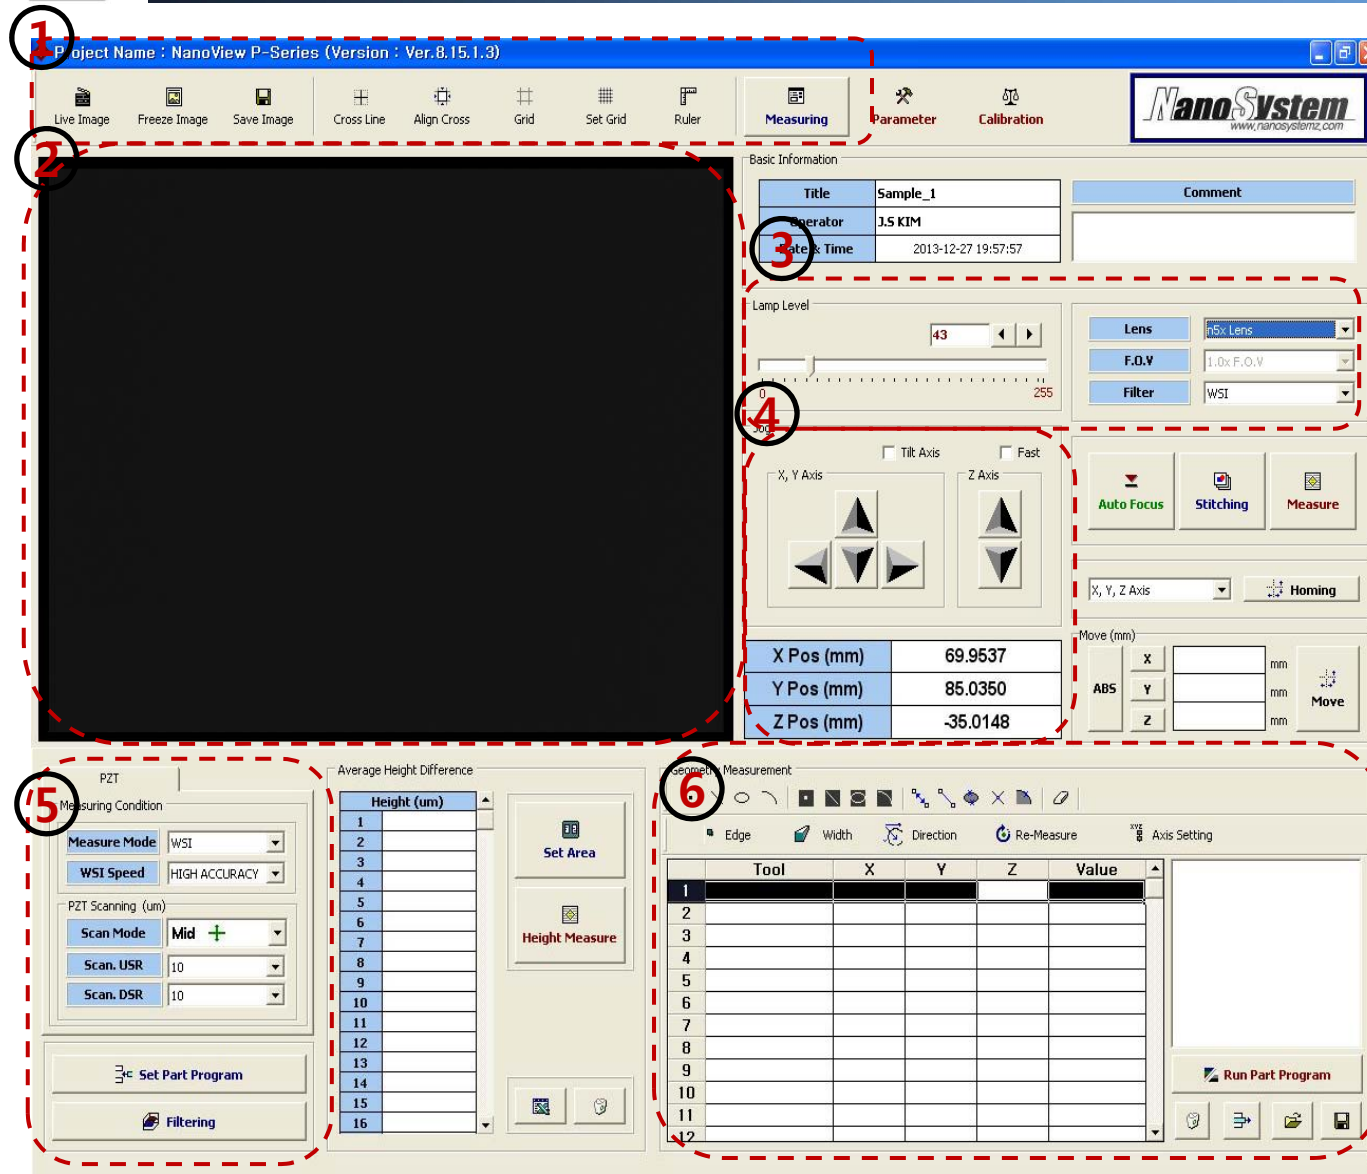 1
Project Name : NanoView P-Series (Version : Ver.8.15.1.3)
Live Image Freeze Image Save Image Cross Line Align Cross Grid Set Grid Ruler Measuring Parameter Calibration
NanoSystem
www.nanosystemz.com
2
Basic Information
Title Sample_1 Comment
Operator J.S KIM
3
Date & Time 2013-12-27 19:57:57
Lamp Level
43
Lens n5x Lens
F.O.V 1.0x F.O.V
0 255
Filter WSI
4
Jog
Tilt Axis Fast
X, Y Axis Z Axis
Auto Focus Stitching Measure
X, Y, Z Axis Homing
Move (mm)
X Pos (mm) 69.9537
Y Pos (mm) 85.0350
Z Pos (mm) -35.0148
ABS X mm
Y mm
Z mm
Move
5
PZT
Measuring Condition
Measure Mode WSI
WSI Speed HIGH ACCURACY
PZT Scanning (um)
Scan Mode Mid
Scan. USR 10
Scan. DSR 10
Set Part Program
Filtering
Average Height Difference
Height (um)
1
2
3
4
5
6
7
8
9
10
11
12
13
14
15
16
Set Area
Height Measure
6
Geometry Measurement
Edge Width Direction Re-Measure XYZ Axis Setting
Tool X Y Z Value
1
2
3
4
5
6
7
8
9
10
11
12
Run Part Program